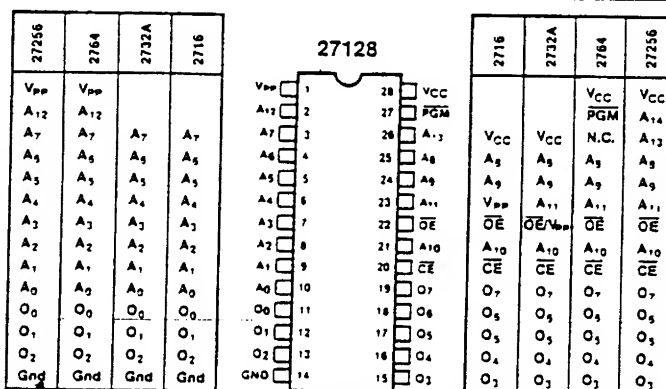 27256 2764 2732A 2716
VPP VPP
A12 A12
A7 A7 A7 A7
A6 A6 A6 A6
A5 A5 A5 A5
A4 A4 A4 A4
A3 A3 A3 A3
A2 A2 A2 A2
A1 A1 A1 A1
A0 A0 A0 A0
O0 O0 O0 O0
O1 O1 O1 O1
O2 O2 O2 O2
Gnd Gnd Gnd Gnd
27128
VPP 1 28 VCC
A12 2 27 PGM
A7 3 26 A13
A6 4 25 A8
A5 5 24 A9
A4 6 23 A11
A3 7 22 OE
A2 8 21 A10
A1 9 20 CE
A0 10 19 O7
O0 11 18 O6
O1 12 17 O5
O2 13 16 O4
GND 14 15 O3
2716 2732A 2764 27256
VCC VCC
PGM A14
VCC VCC N.C. A13
A8 A8 A8 A8
A9 A9 A9 A9
VPP A11 A11 A11
OE OE/VPP OE OE
A10 A10 A10 A10
CE CE CE CE
O7 O7 O7 O7
O6 O6 O6 O6
O5 O5 O5 O5
O4 O4 O4 O4
O3 O3 O3 O3